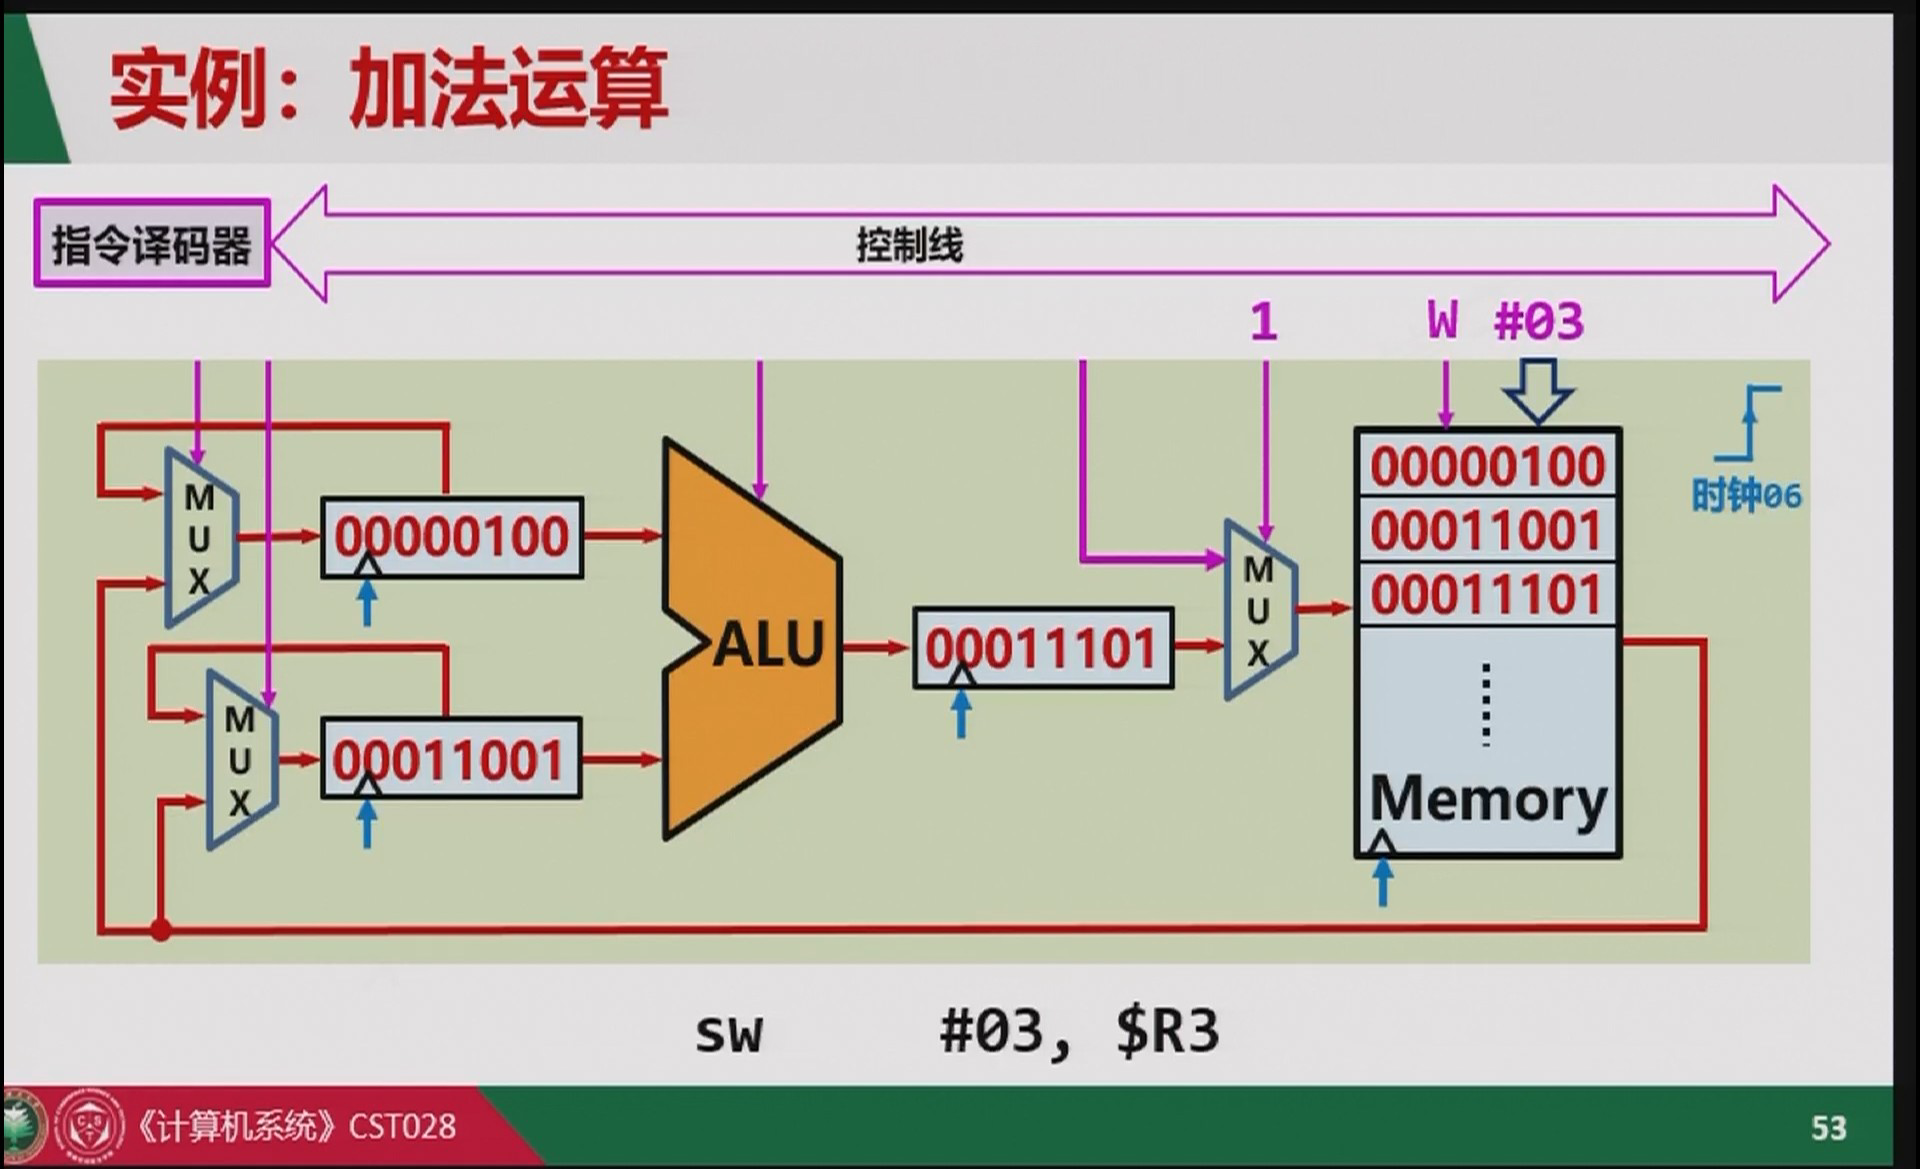 实例：加法运算
指令译码器
控制线
1
W #03
时钟06
M
U
X
00000100
M
U
X
00011001
ALU
00011101
M
U
X
00000100
00011001
00011101
Memory
sw #03, $R3
《计算机系统》CST028
53